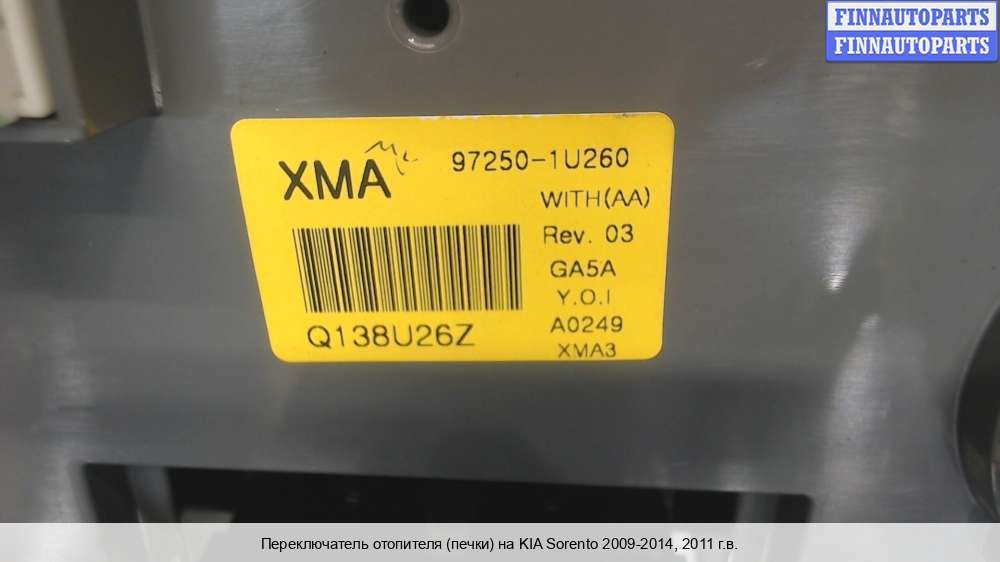 FINNAUTOPARTS
FINNAUTOPARTS
XMA
97250-1U260
WITH(AA)
Rev. 03
GA5A
Y.O.I
A0249
XMA3
Q138U26Z
Переключатель отопителя (печки) на KIA Sorento 2009-2014, 2011 г.в.